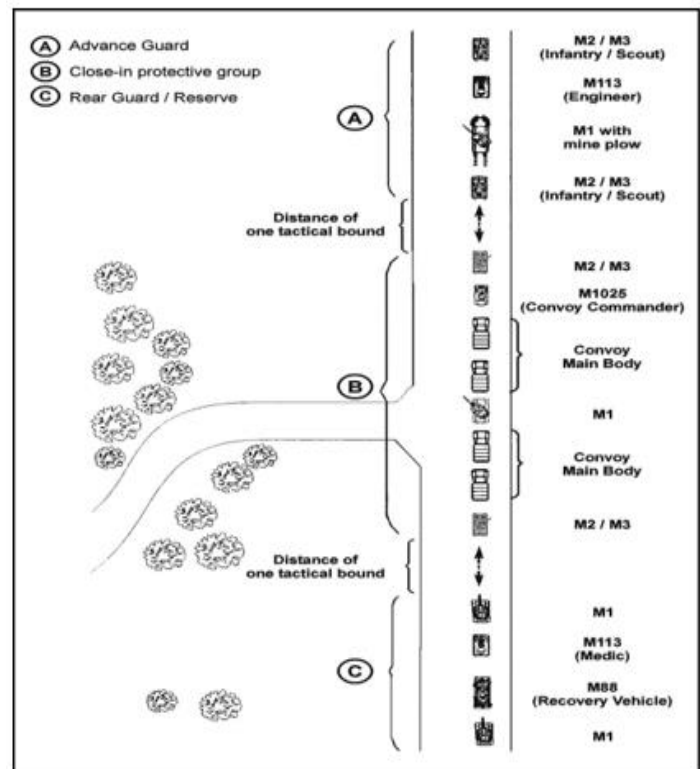 A Advance Guard
B Close-in protective group
C Rear Guard / Reserve
M2 / M3
(Infantry / Scout)
M113
(Engineer)
A
M1 with
mine plow
M2 / M3
(Infantry / Scout)
Distance of
one tactical bound
M2 / M3
M1025
(Convoy Commander)
Convoy
Main Body
B
M1
Convoy
Main Body
M2 / M3
Distance of
one tactical bound
M1
M113
(Medic)
C
M88
(Recovery Vehicle)
M1